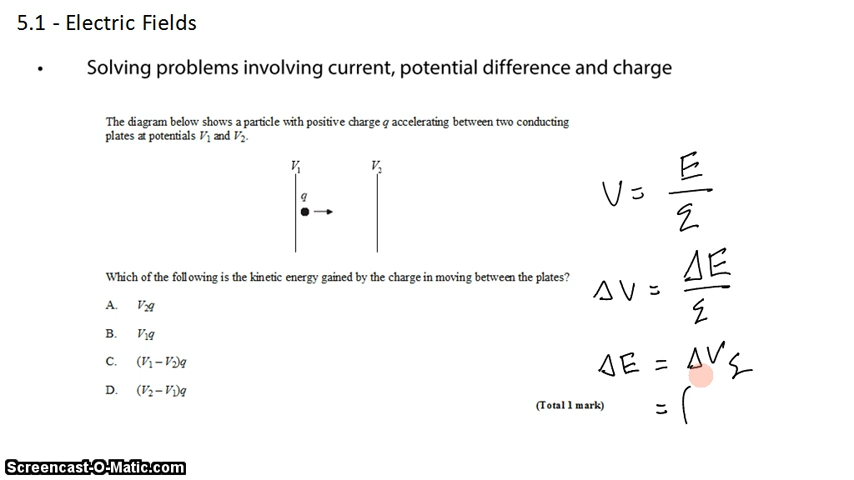 5.1 - Electric Fields
• Solving problems involving current, potential difference and charge
The diagram below shows a particle with positive charge q accelerating between two conducting
plates at potentials V₁ and V₂.
V₁ V₂
q
Which of the following is the kinetic energy gained by the charge in moving between the plates?
A. V₂q
B. V₁q
C. (V₁ – V₂)q
D. (V₂ – V₁)q
(Total 1 mark)
V = E/q
ΔV = ΔE/q
ΔE = ΔVq
= (
Screencast-O-Matic.com